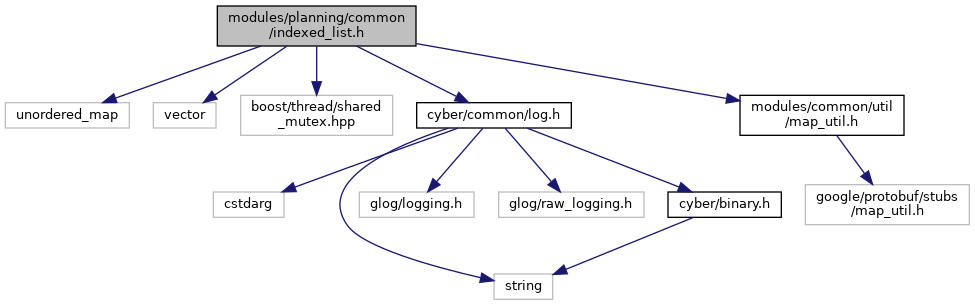 modules/planning/common
/indexed_list.h
unordered_map
vector
boost/thread/shared
_mutex.hpp
cyber/common/log.h
modules/common/util
/map_util.h
cstdarg
glog/logging.h
glog/raw_logging.h
cyber/binary.h
google/protobuf/stubs
/map_util.h
string